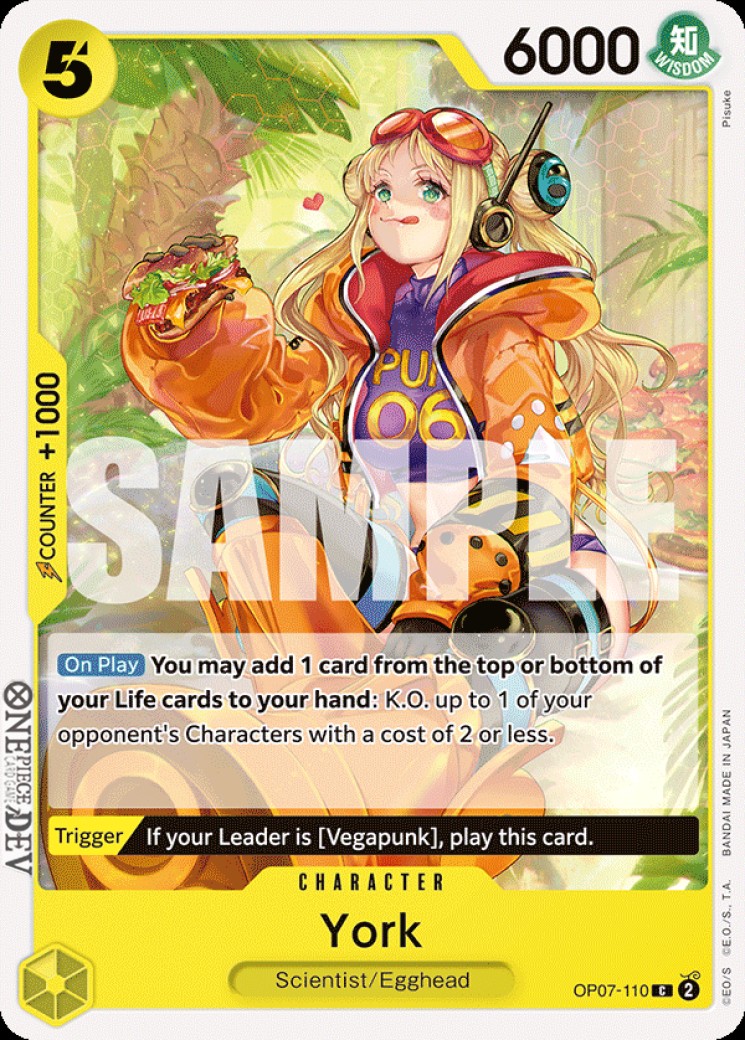 5
6000
知
WISDOM
Pisuke
PUN
06
6
COUNTER +1000
SAMPLE
On Play You may add 1 card from the top or bottom of
your Life cards to your hand: K.O. up to 1 of your
opponent's Characters with a cost of 2 or less.
Trigger If your Leader is [Vegapunk], play this card.
CHARACTER
York
Scientist/Egghead
OP07-110 C 2
ONE PIECE
CARD GAME
/DEV
©EO/S ©E.O./S., T.A. BANDAI MADE IN JAPAN